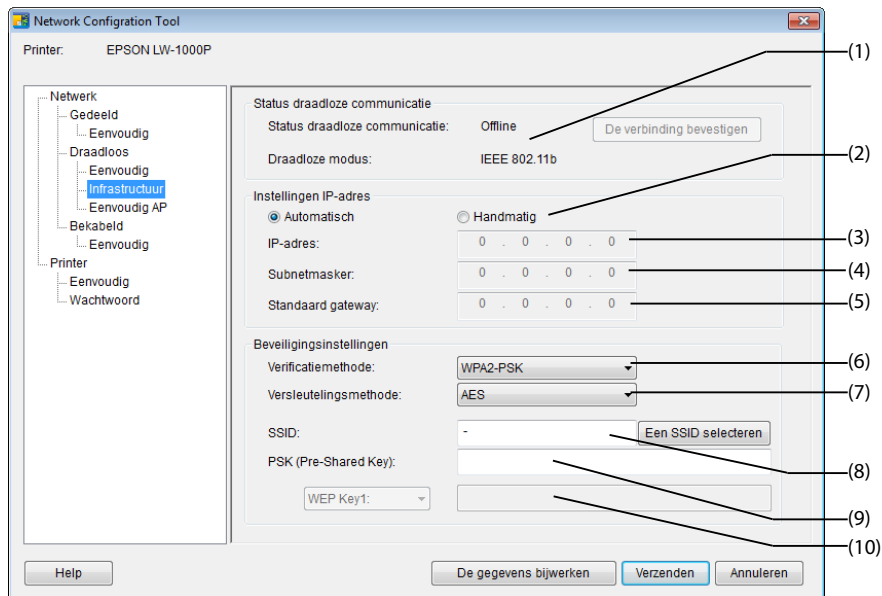 Network Configration Tool
Printer: EPSON LW-1000P
Netwerk
Gedeeld
Eenvoudig
Draadloos
Eenvoudig
Infrastructuur
Eenvoudig AP
Bekabeld
Eenvoudig
Printer
Eenvoudig
Wachtwoord
Status draadloze communicatie
Status draadloze communicatie: Offline De verbinding bevestigen
Draadloze modus: IEEE 802.11b
(1)
Instellingen IP-adres
(2)
Automatisch Handmatig
IP-adres: 0 . 0 . 0 . 0 (3)
Subnetmasker: 0 . 0 . 0 . 0 (4)
Standaard gateway: 0 . 0 . 0 . 0 (5)
Beveiligingsinstellingen
Verificatiemethode: WPA2-PSK (6)
Versleutelingsmethode: AES (7)
SSID: - Een SSID selecteren
(8)
PSK (Pre-Shared Key):
(9)
WEP Key1:
(10)
Help De gegevens bijwerken Verzenden Annuleren